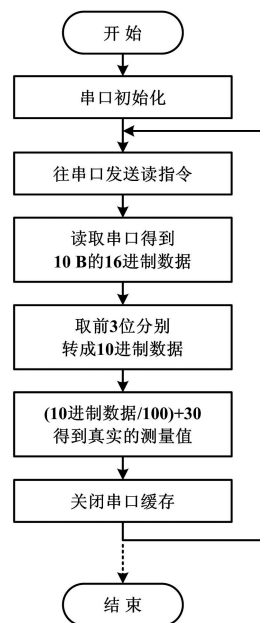 开 始
串口初始化
往串口发送读指令
读取串口得到
10 B的16进制数据
取前3位分别
转成10进制数据
(10进制数据/100)+30
得到真实的测量值
关闭串口缓存
结 束